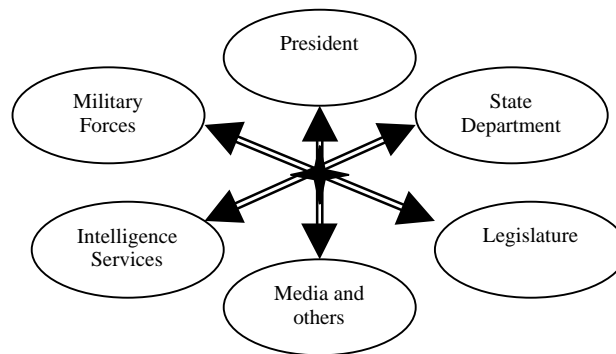 President
Military
Forces
State
Department
Intelligence
Services
Legislature
Media and
others